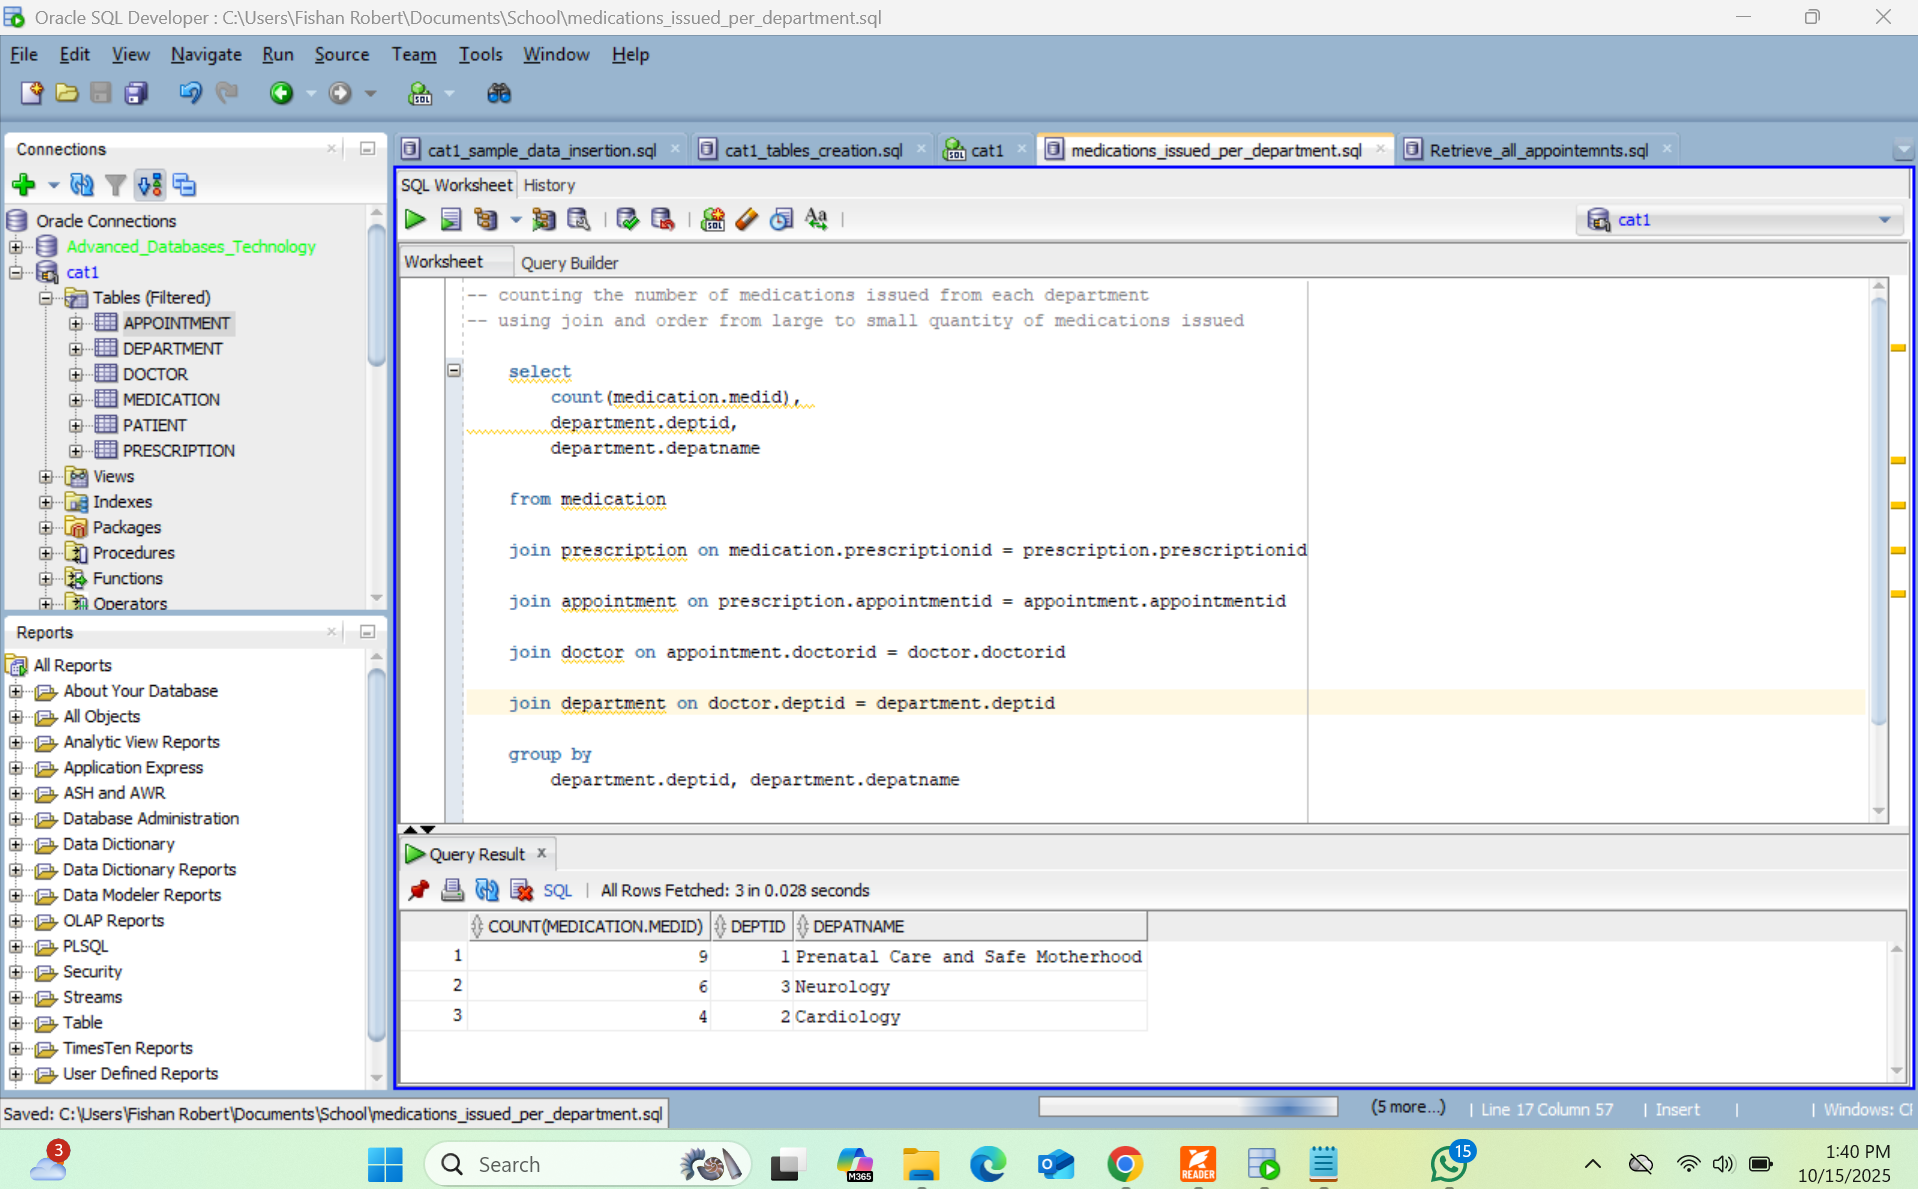 Oracle SQL Developer : C:\Users\Fishan Robert\Documents\School\medications_issued_per_department.sql
File Edit View Navigate Run Source Team Tools Window Help
Connections
Oracle Connections
Advanced_Databases_Technology
cat1
Tables (Filtered)
APPOINTMENT
DEPARTMENT
DOCTOR
MEDICATION
PATIENT
PRESCRIPTION
Views
Indexes
Packages
Procedures
Functions
Operators
Reports
All Reports
About Your Database
All Objects
Analytic View Reports
Application Express
ASH and AWR
Database Administration
Data Dictionary
Data Dictionary Reports
Data Modeler Reports
OLAP Reports
PLSQL
Security
Streams
Table
TimesTen Reports
User Defined Reports
cat1_sample_data_insertion.sql cat1_tables_creation.sql cat1 medications_issued_per_department.sql Retrieve_all_appointemnts.sql
SQL Worksheet History
cat1
Worksheet Query Builder
-- counting the number of medications issued from each department
-- using join and order from large to small quantity of medications issued
select
count(medication.medid),
department.deptid,
department.depatname
from medication
join prescription on medication.prescriptionid = prescription.prescriptionid
join appointment on prescription.appointmentid = appointment.appointmentid
join doctor on appointment.doctorid = doctor.doctorid
join department on doctor.deptid = department.deptid
group by
department.deptid, department.depatname
Query Result
SQL | All Rows Fetched: 3 in 0.028 seconds
COUNT(MEDICATION.MEDID) DEPTID DEPATNAME
1 9 1 Prenatal Care and Safe Motherhood
2 6 3 Neurology
3 4 2 Cardiology
Saved: C:\Users\Fishan Robert\Documents\School\medications_issued_per_department.sql
(5 more...) | Line 17 Column 57 | Insert | | Windows: CR
3
Search
M365
READER
15
1:40 PM
10/15/2025